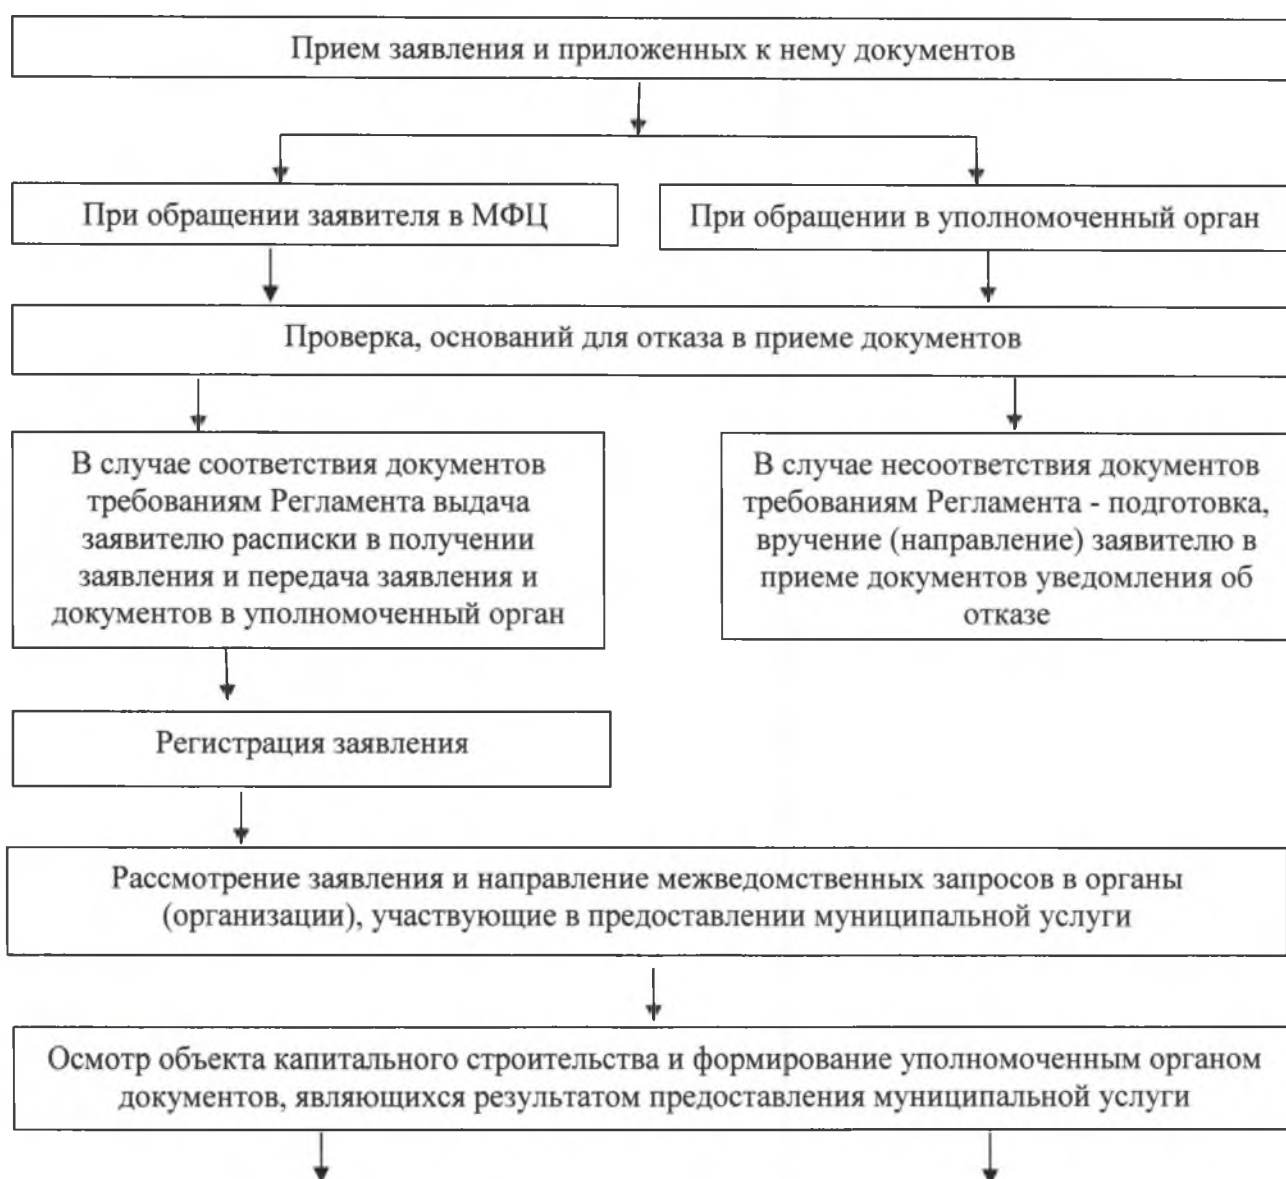 Прием заявления и приложенных к нему документов
При обращении заявителя в МФЦ
При обращении в уполномоченный орган
Проверка, оснований для отказа в приеме документов
В случае соответствия документов
требованиям Регламента выдача
заявителю расписки в получении
заявления и передача заявления и
документов в уполномоченный орган
В случае несоответствия документов
требованиям Регламента - подготовка,
вручение (направление) заявителю в
приеме документов уведомления об
отказе
Регистрация заявления
Рассмотрение заявления и направление межведомственных запросов в органы
(организации), участвующие в предоставлении муниципальной услуги
Осмотр объекта капитального строительства и формирование уполномоченным органом
документов, являющихся результатом предоставления муниципальной услуги